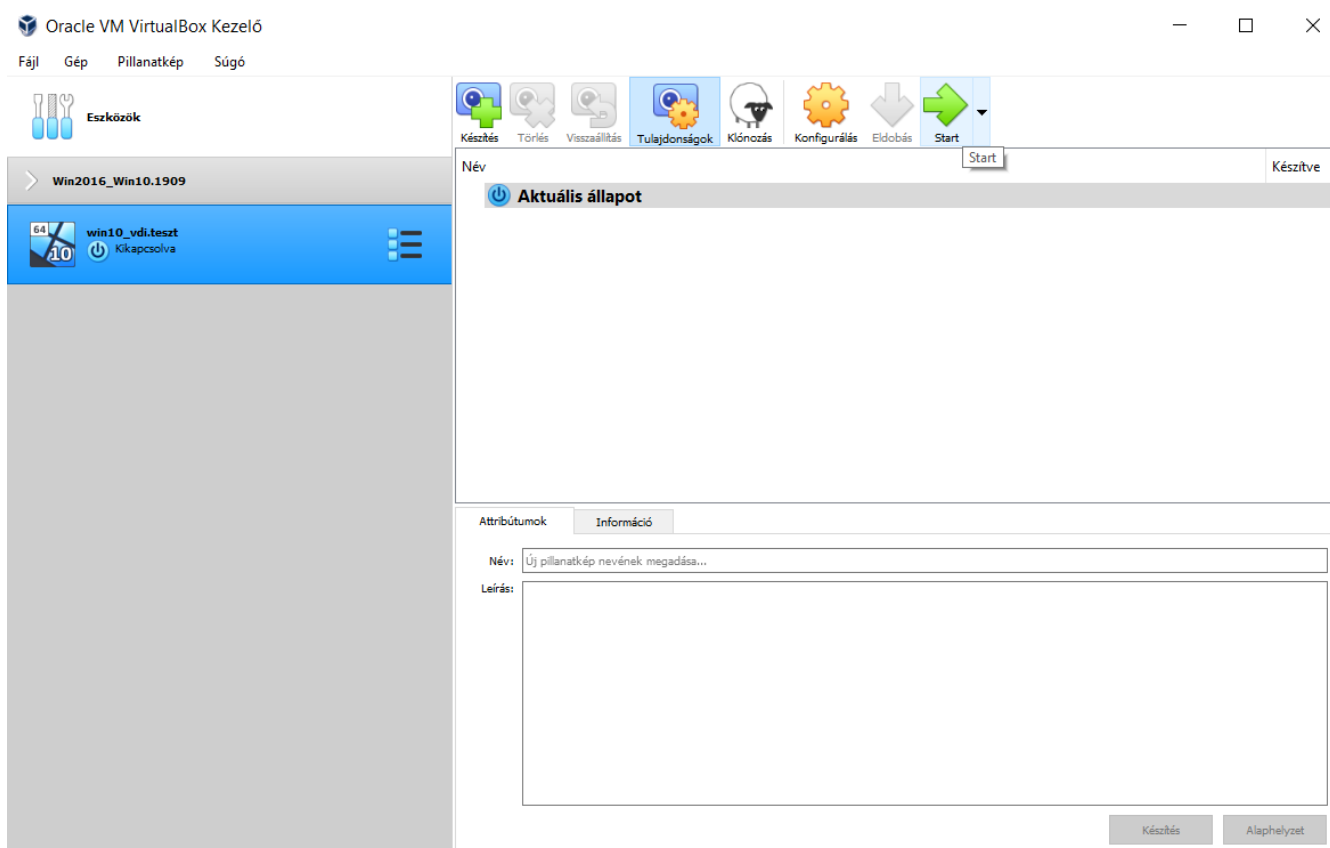 Oracle VM VirtualBox Kezelő
Fájl Gép Pillanatkép Súgó
Eszközök
Win2016_Win10.1909
64
10
win10_vdi.teszt
Kikapcsolva
Készítés Törlés Visszaállítás Tulajdonságok Klónozás Konfigurálás Eldobás Start
Start
Név Készítve
Aktuális állapot
Attribútumok Információ
Név: Új pillanatkép nevének megadása...
Leírás:
Készítés Alaphelyzet